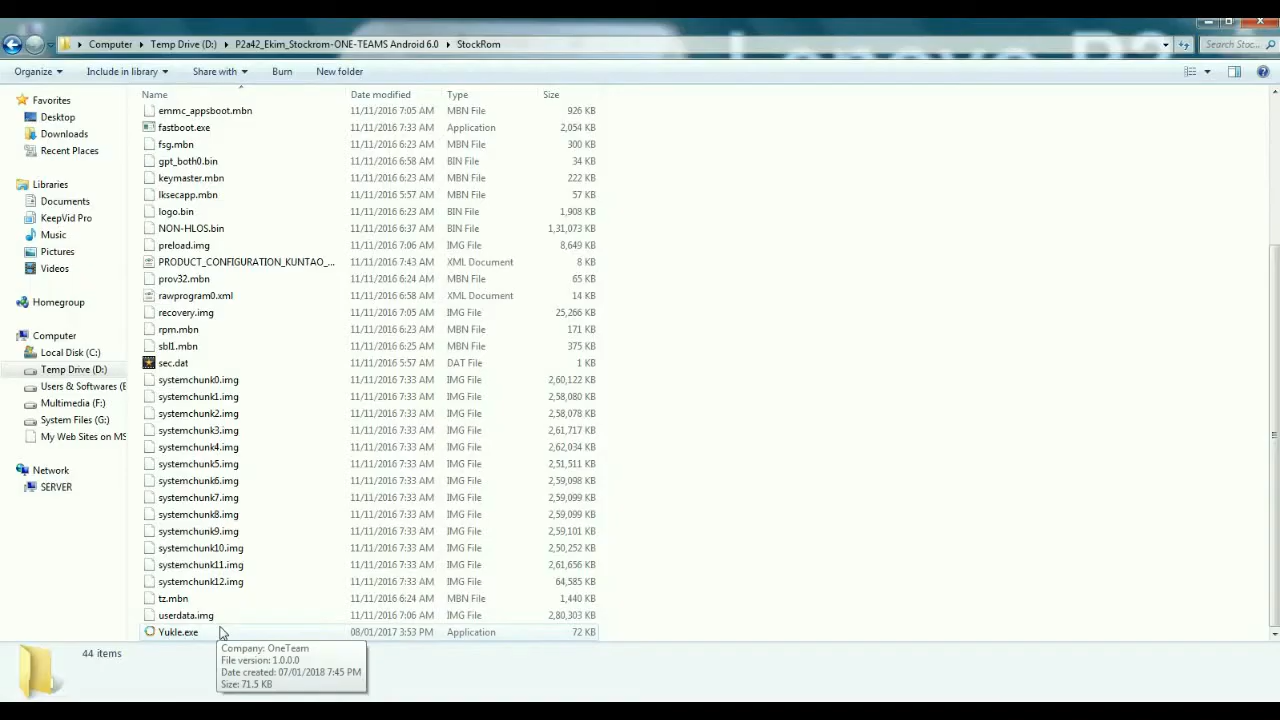 Computer Temp Drive (D:) P2a42_Ekim_Stockrom-ONE-TEAMS Android 6.0 StockRom Search Stoc...
Organize Include in library Share with Burn New folder
Favorites
Desktop
Downloads
Recent Places
Libraries
Documents
KeepVid Pro
Music
Pictures
Videos
Homegroup
Computer
Local Disk (C:)
Temp Drive (D:)
Users & Softwares (E
Multimedia (F:)
System Files (G:)
My Web Sites on MS
Network
SERVER
Name Date modified Type Size
emmc_appsboot.mbn 11/11/2016 7:05 AM MBN File 926 KB
fastboot.exe 11/11/2016 7:33 AM Application 2,054 KB
fsg.mbn 11/11/2016 6:23 AM MBN File 300 KB
gpt_both0.bin 11/11/2016 6:58 AM BIN File 34 KB
keymaster.mbn 11/11/2016 6:23 AM MBN File 222 KB
lksecapp.mbn 11/11/2016 5:57 AM MBN File 57 KB
logo.bin 11/11/2016 6:23 AM BIN File 1,908 KB
NON-HLOS.bin 11/11/2016 6:37 AM BIN File 1,31,073 KB
preload.img 11/11/2016 7:06 AM IMG File 8,649 KB
PRODUCT_CONFIGURATION_KUNTAO_... 11/11/2016 7:43 AM XML Document 8 KB
prov32.mbn 11/11/2016 6:24 AM MBN File 65 KB
rawprogram0.xml 11/11/2016 6:58 AM XML Document 14 KB
recovery.img 11/11/2016 7:05 AM IMG File 25,266 KB
rpm.mbn 11/11/2016 6:23 AM MBN File 171 KB
sbl1.mbn 11/11/2016 6:25 AM MBN File 375 KB
sec.dat 11/11/2016 5:57 AM DAT File 1 KB
systemchunk0.img 11/11/2016 7:33 AM IMG File 2,60,122 KB
systemchunk1.img 11/11/2016 7:33 AM IMG File 2,58,080 KB
systemchunk2.img 11/11/2016 7:33 AM IMG File 2,58,078 KB
systemchunk3.img 11/11/2016 7:33 AM IMG File 2,61,717 KB
systemchunk4.img 11/11/2016 7:33 AM IMG File 2,62,034 KB
systemchunk5.img 11/11/2016 7:33 AM IMG File 2,51,511 KB
systemchunk6.img 11/11/2016 7:33 AM IMG File 2,59,098 KB
systemchunk7.img 11/11/2016 7:33 AM IMG File 2,59,099 KB
systemchunk8.img 11/11/2016 7:33 AM IMG File 2,59,099 KB
systemchunk9.img 11/11/2016 7:33 AM IMG File 2,59,101 KB
systemchunk10.img 11/11/2016 7:33 AM IMG File 2,50,252 KB
systemchunk11.img 11/11/2016 7:33 AM IMG File 2,61,656 KB
systemchunk12.img 11/11/2016 7:33 AM IMG File 64,585 KB
tz.mbn 11/11/2016 6:24 AM MBN File 1,440 KB
userdata.img 11/11/2016 7:06 AM IMG File 2,80,303 KB
Yukle.exe 08/01/2017 3:53 PM Application 72 KB
Company: OneTeam
File version: 1.0.0.0
Date created: 07/01/2018 7:45 PM
Size: 71.5 KB
44 items